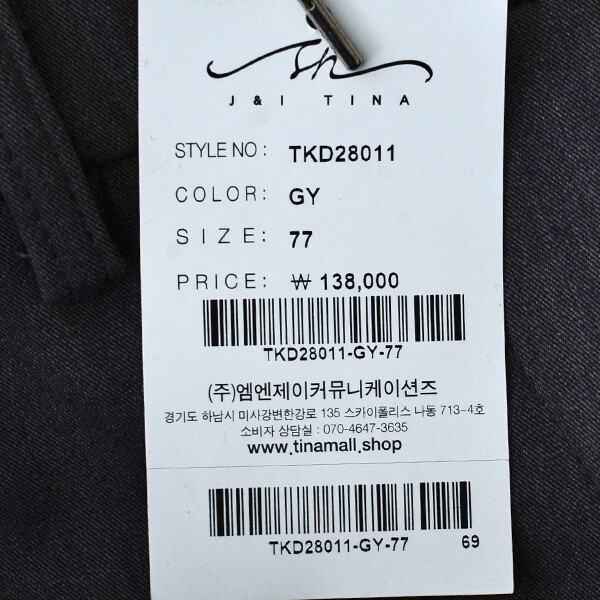 J & I TINA
STYLE NO : TKD28011
COLOR: GY
SIZE: 77
PRICE: ₩ 138,000
TKD28011-GY-77
(주)엠엔제이커뮤니케이션즈
경기도 하남시 미사강변한강로 135 스카이폴리스 나동 713-4호
소비자 상담실 : 070-4647-3635
www.tinamall.shop
TKD28011-GY-77 69